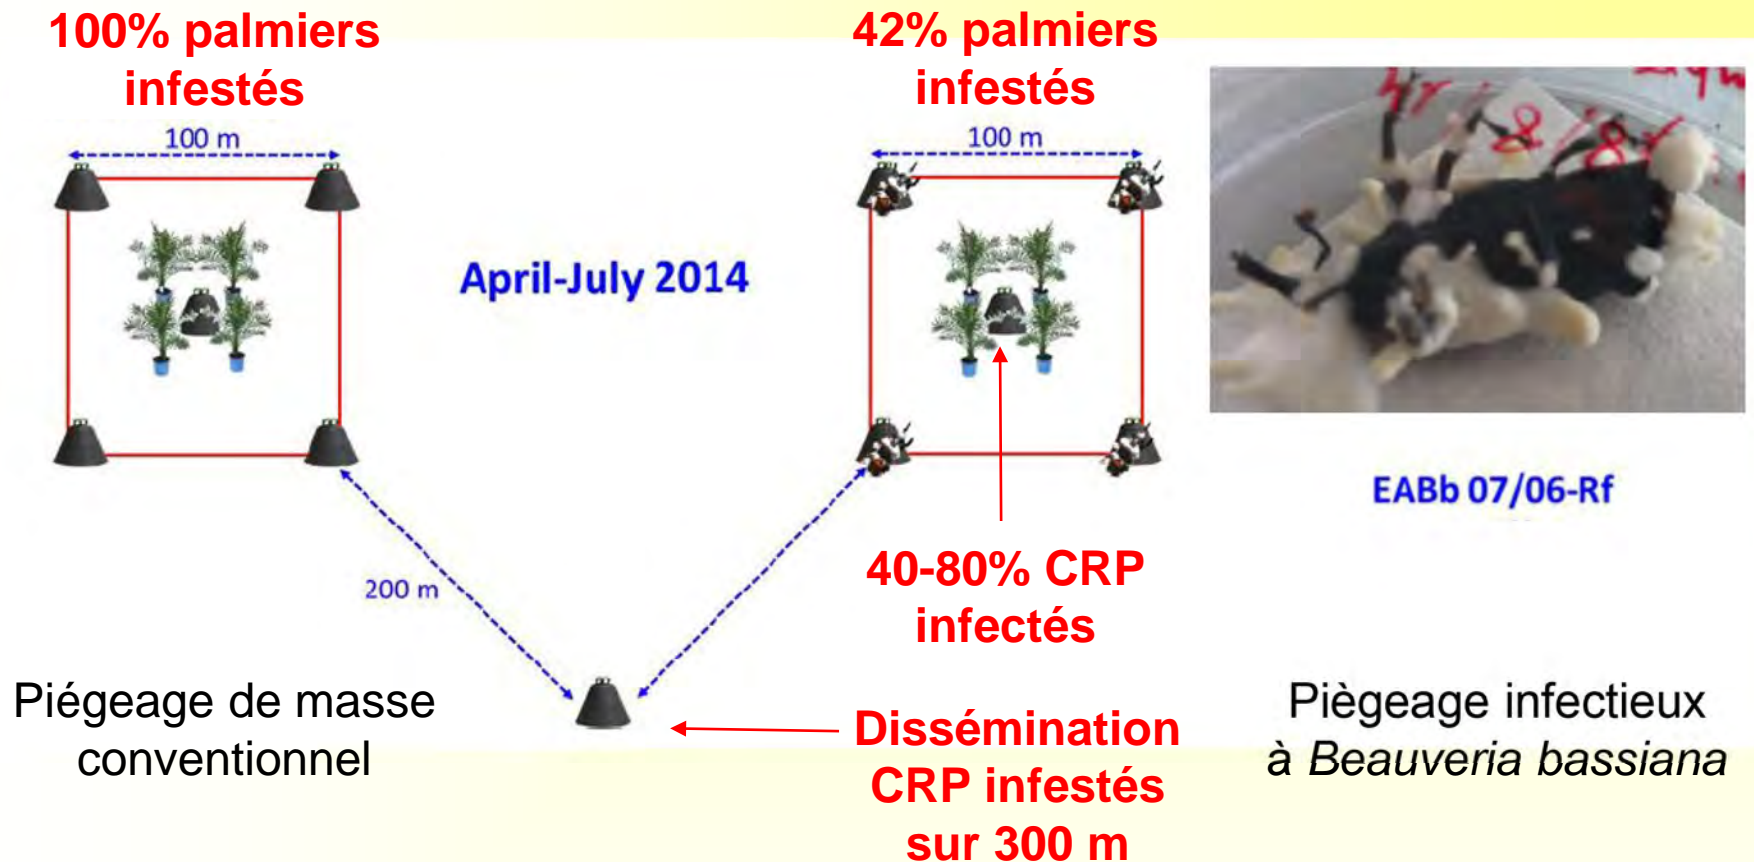 100% palmiers
infestés
100 m
42% palmiers
infestés
100 m
April-July 2014
EABb 07/06-Rf
40-80% CRP
infectés
200 m
Piégeage de masse
conventionnel
Dissémination
CRP infestés
sur 300 m
Piègeage infectieux
à Beauveria bassiana